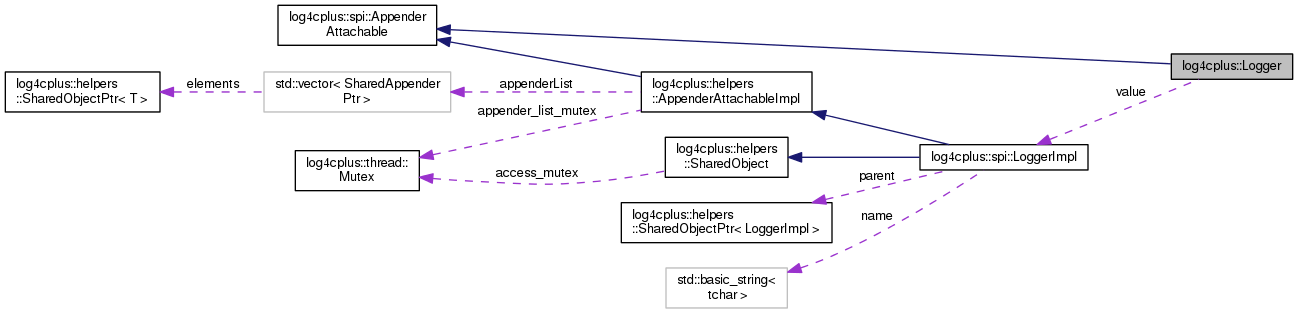 log4cplus::spi::Appender
Attachable
log4cplus::Logger
log4cplus::helpers
::SharedObjectPtr< T >
elements
std::vector< SharedAppender
Ptr >
appenderList
log4cplus::helpers
::AppenderAttachableImpl
value
appender_list_mutex
log4cplus::thread::
Mutex
access_mutex
log4cplus::helpers
::SharedObject
log4cplus::spi::LoggerImpl
parent
log4cplus::helpers
::SharedObjectPtr< LoggerImpl >
name
std::basic_string<
tchar >